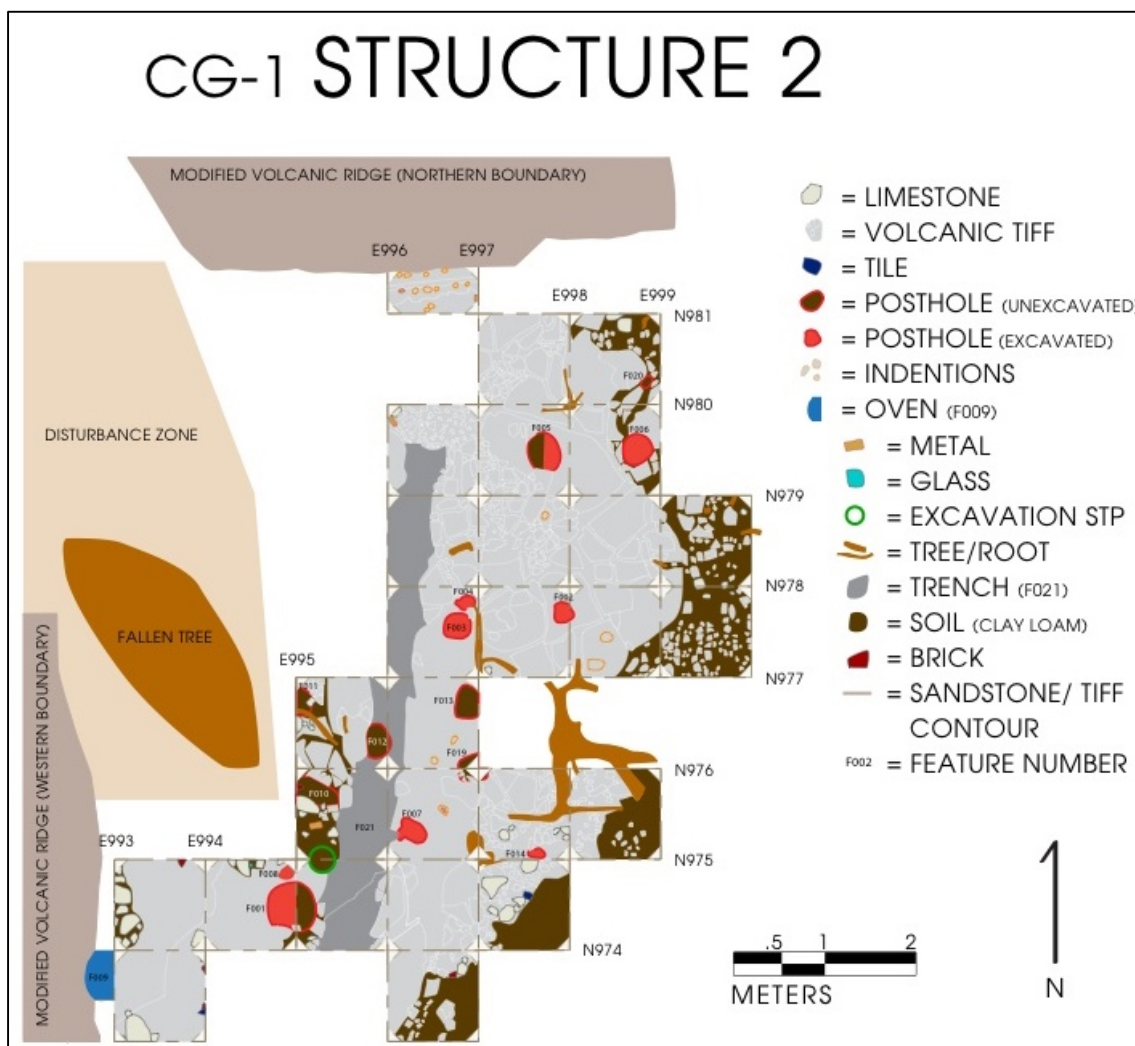 CG-1 STRUCTURE 2
MODIFIED VOLCANIC RIDGE (NORTHERN BOUNDARY)
E996 E997
E998 E999
N981
F020
N980
DISTURBANCE ZONE
F005 F006
N979
N978
F004
F002
F003
FALLEN TREE
MODIFIED VOLCANIC RIDGE (WESTERN BOUNDARY)
E995
N977
F011
F013
F012
F019
N976
F010
F007
F021
E993 E994
F014
N975
F008
F001
N974
F009
= LIMESTONE
= VOLCANIC TIFF
= TILE
= POSTHOLE (UNEXCAVATED)
= POSTHOLE (EXCAVATED)
= INDENTIONS
= OVEN (F009)
= METAL
= GLASS
= EXCAVATION STP
= TREE/ROOT
= TRENCH (F021)
= SOIL (CLAY LOAM)
= BRICK
= SANDSTONE/ TIFF
CONTOUR
F002 = FEATURE NUMBER
.5 1 2
METERS
N